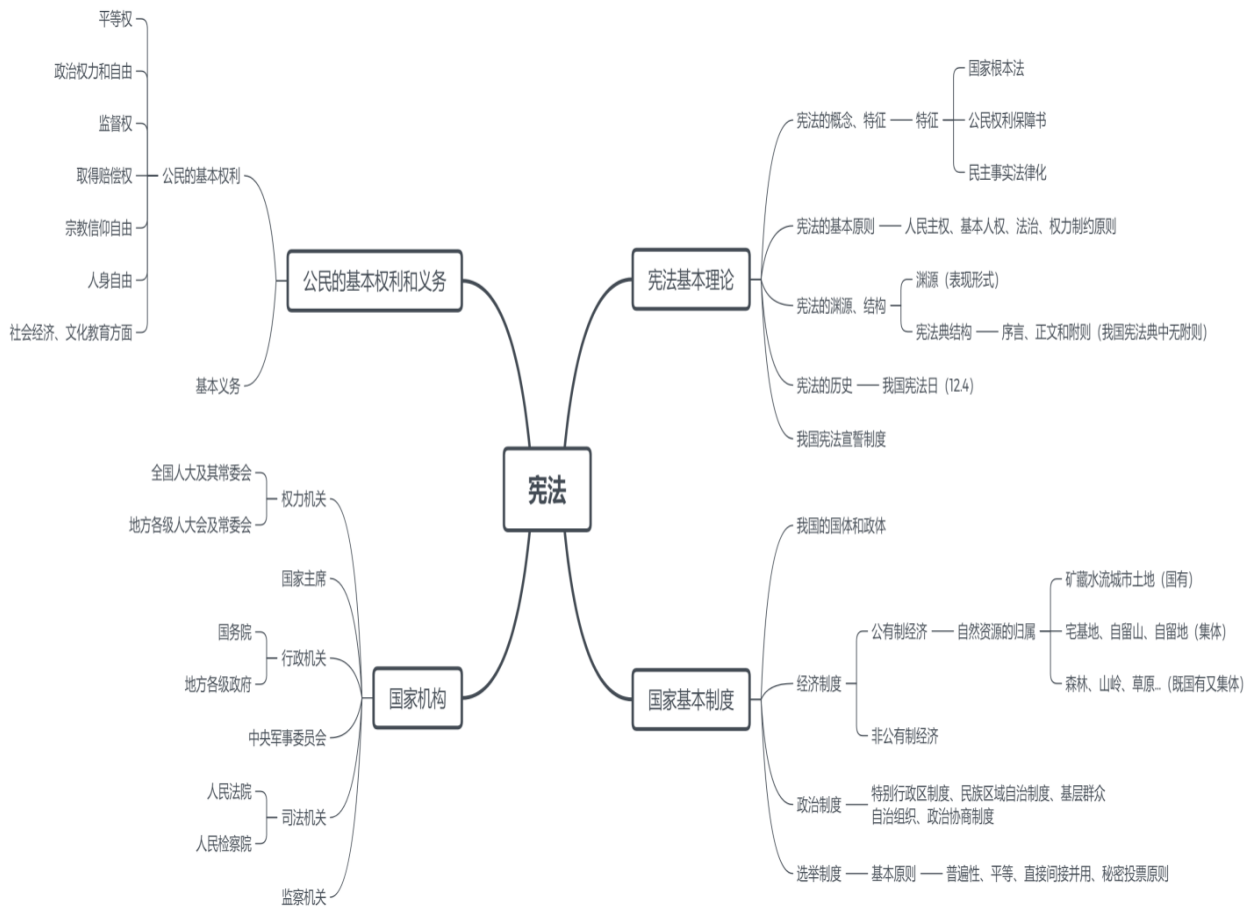 宪法
宪法基本理论
宪法的概念、特征
特征
国家根本法
公民权利保障书
民主事实法律化
宪法的基本原则
人民主权、基本人权、法治、权力制约原则
宪法的渊源、结构
渊源（表现形式）
宪法典结构
序言、正文和附则（我国宪法典中无附则）
宪法的历史
我国宪法日（12.4）
我国宪法宣誓制度
国家基本制度
我国的国体和政体
经济制度
公有制经济
自然资源的归属
矿藏水流城市土地（国有）
宅基地、自留山、自留地（集体）
森林、山岭、草原...（既国有又集体）
非公有制经济
政治制度
特别行政区制度、民族区域自治制度、基层群众
自治组织、政治协商制度
选举制度
基本原则
普遍性、平等、直接间接并用、秘密投票原则
公民的基本权利和义务
公民的基本权利
平等权
政治权力和自由
监督权
取得赔偿权
宗教信仰自由
人身自由
社会经济、文化教育方面
基本义务
国家机构
权力机关
全国人大及其常委会
地方各级人大会及常委会
国家主席
行政机关
国务院
地方各级政府
中央军事委员会
司法机关
人民法院
人民检察院
监察机关